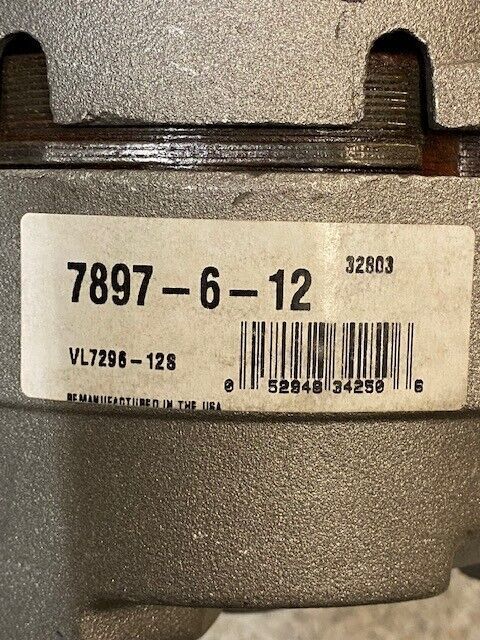 7897-6-12 32803
VL7296-12S
0 52948 34250 6
REMANUFACTURED IN THE USA